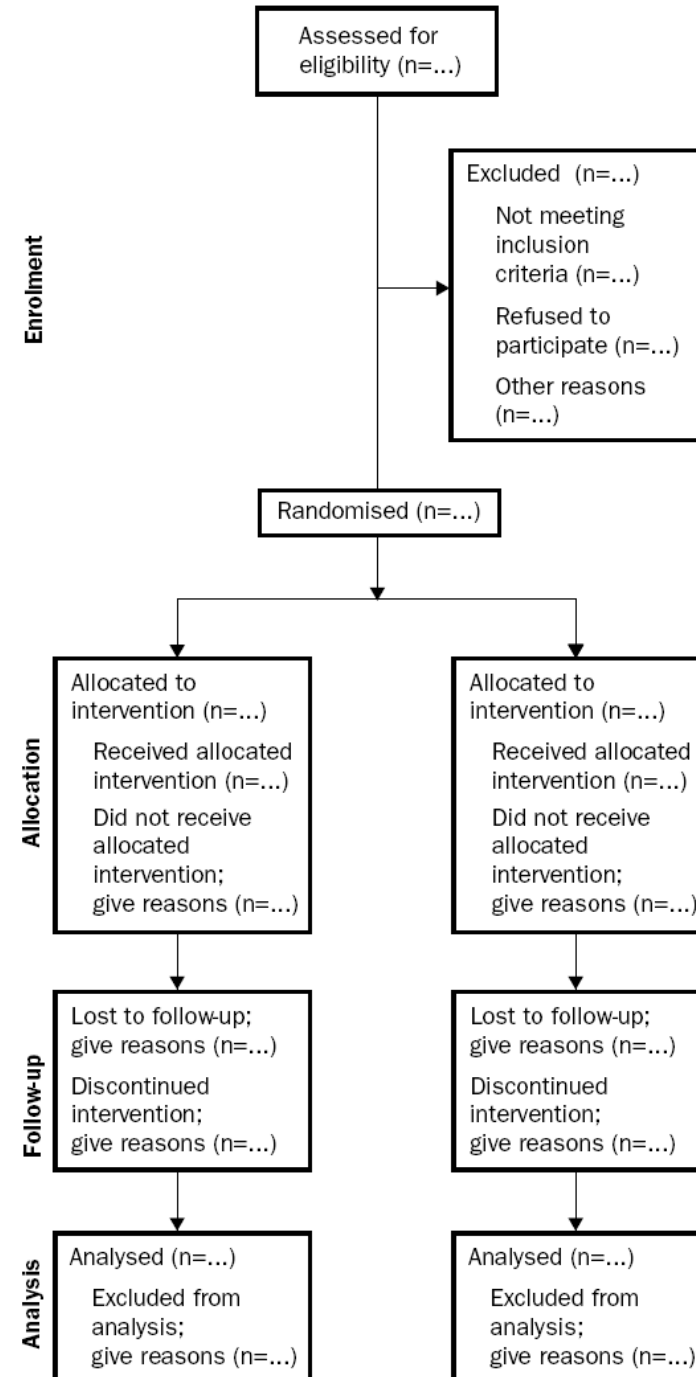 Assessed for
eligibility (n=...)
Enrolment
Excluded (n=...)
Not meeting
inclusion
criteria (n=...)
Refused to
participate (n=...)
Other reasons
(n=...)
Randomised (n=...)
Allocation
Allocated to
intervention (n=...)
Received allocated
intervention (n=...)
Did not receive
allocated
intervention;
give reasons (n=...)
Allocated to
intervention (n=...)
Received allocated
intervention (n=...)
Did not receive
allocated
intervention;
give reasons (n=...)
Follow-up
Lost to follow-up;
give reasons (n=...)
Discontinued
intervention;
give reasons (n=...)
Lost to follow-up;
give reasons (n=...)
Discontinued
intervention;
give reasons (n=...)
Analysis
Analysed (n=...)
Excluded from
analysis;
give reasons (n=...)
Analysed (n=...)
Excluded from
analysis;
give reasons (n=...)